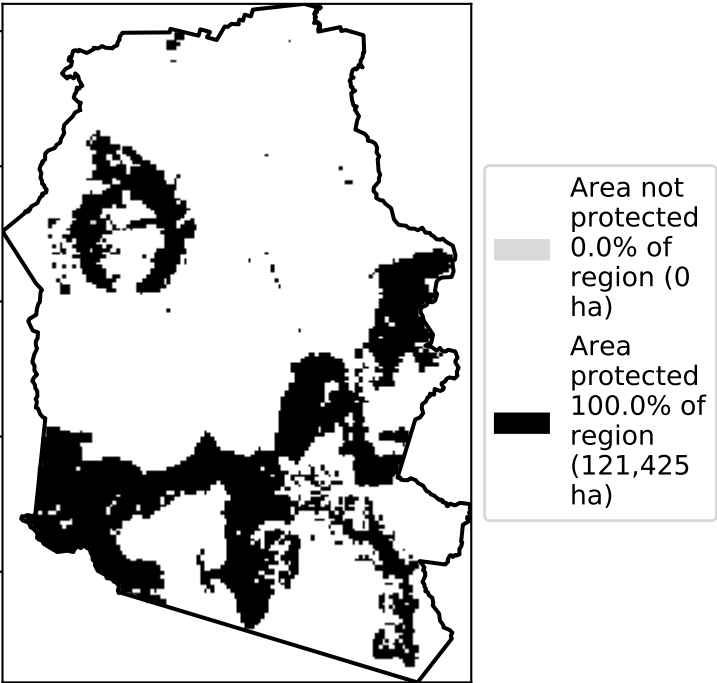 Area not
protected
0.0% of
region (0
ha)
Area
protected
100.0% of
region
(121,425
ha)